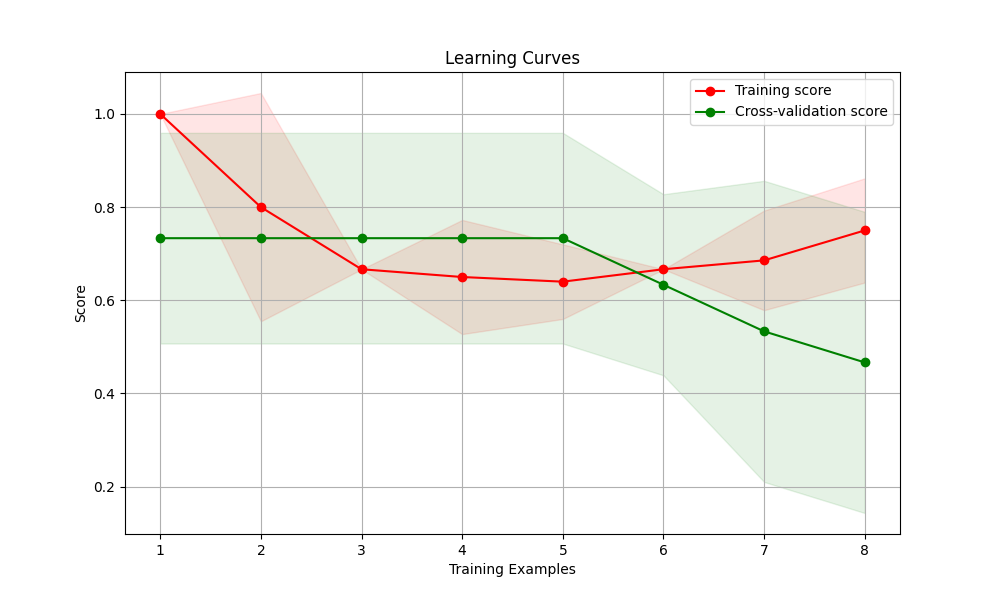 Learning Curves
Training score
Cross-validation score
Score
1.0
0.8
0.6
0.4
0.2
1 2 3 4 5 6 7 8
Training Examples